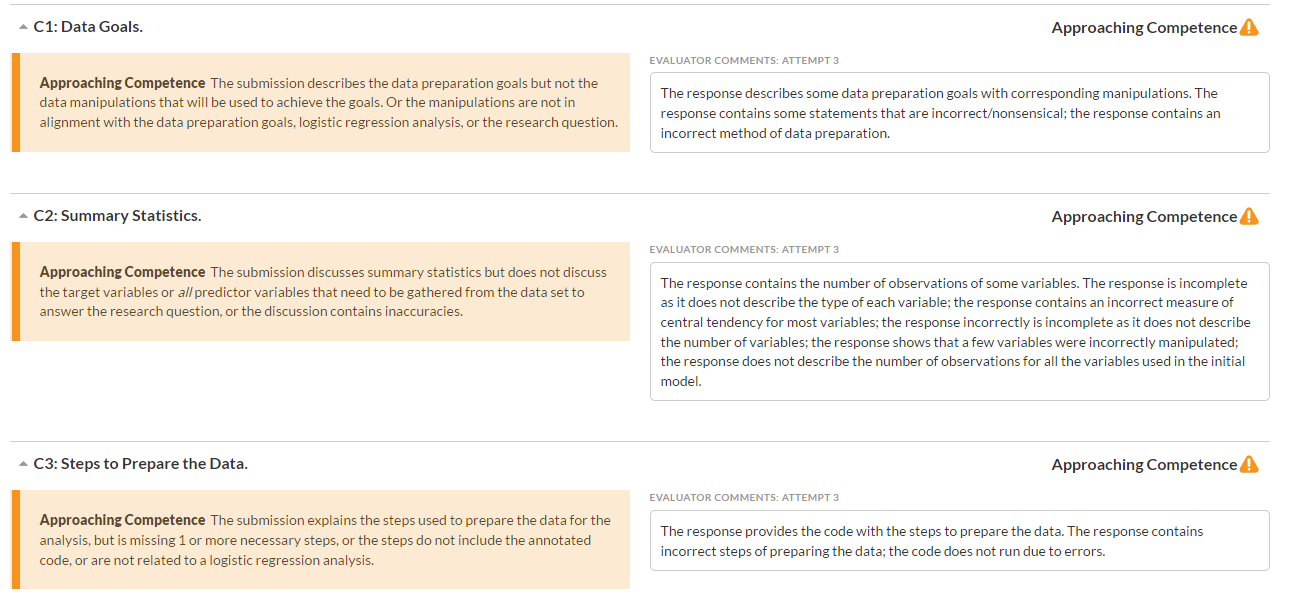 C1: Data Goals.
Approaching Competence
Approaching Competence The submission describes the data preparation goals but not the
data manipulations that will be used to achieve the goals. Or the manipulations are not in
alignment with the data preparation goals, logistic regression analysis, or the research question.
EVALUATOR COMMENTS: ATTEMPT 3
The response describes some data preparation goals with corresponding manipulations. The
response contains some statements that are incorrect/nonsensical; the response contains an
incorrect method of data preparation.
C2: Summary Statistics.
Approaching Competence
Approaching Competence The submission discusses summary statistics but does not discuss
the target variables or all predictor variables that need to be gathered from the data set to
answer the research question, or the discussion contains inaccuracies.
EVALUATOR COMMENTS: ATTEMPT 3
The response contains the number of observations of some variables. The response is incomplete
as it does not describe the type of each variable; the response contains an incorrect measure of
central tendency for most variables; the response incorrectly is incomplete as it does not describe
the number of variables; the response shows that a few variables were incorrectly manipulated;
the response does not describe the number of observations for all the variables used in the initial
model.
C3: Steps to Prepare the Data.
Approaching Competence
Approaching Competence The submission explains the steps used to prepare the data for the
analysis, but is missing 1 or more necessary steps, or the steps do not include the annotated
code, or are not related to a logistic regression analysis.
EVALUATOR COMMENTS: ATTEMPT 3
The response provides the code with the steps to prepare the data. The response contains
incorrect steps of preparing the data; the code does not run due to errors.